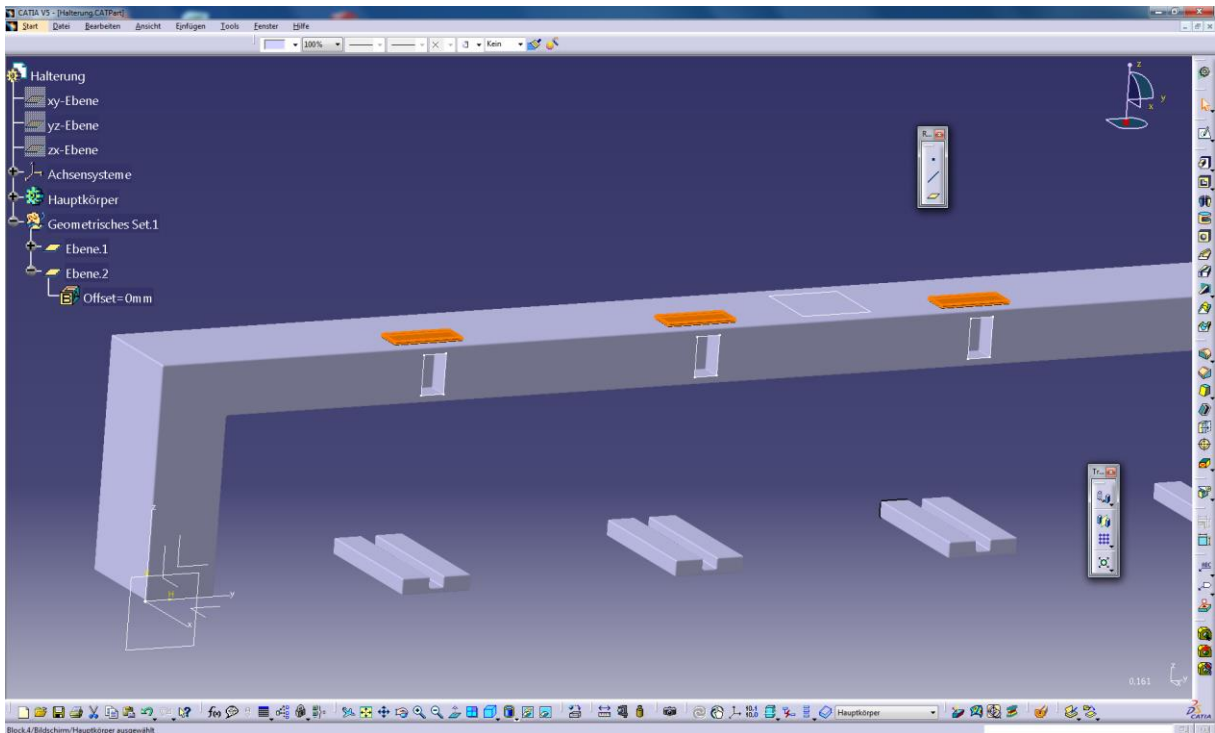 CATIA V5 - [Halterung.CATPart]
Start Datei Bearbeiten Ansicht Einfügen Tools Fenster Hilfe
100% Kein
Halterung
xy-Ebene
yz-Ebene
zx-Ebene
Achsensysteme
Hauptkörper
Geometrisches Set.1
Ebene.1
Ebene.2
Offset=0mm
z
y
x
R...
Tr...
z
H
y
x
0,161
z
y
Hauptkörper
CATIA
Block.4/Bildschirm/Hauptkörper ausgewählt